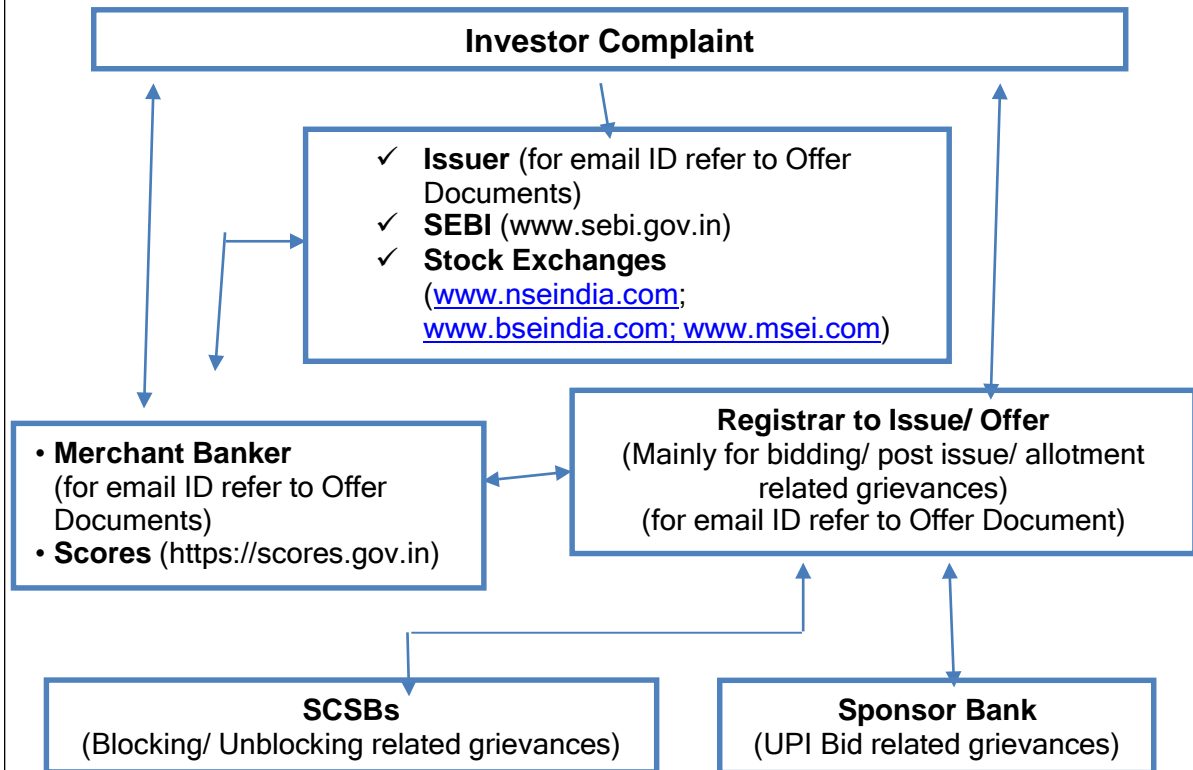 Investor Complaint
✓ Issuer (for email ID refer to Offer
Documents)
✓ SEBI (www.sebi.gov.in)
✓ Stock Exchanges
(www.nseindia.com;
www.bseindia.com; www.msei.com)
• Merchant Banker
(for email ID refer to Offer
Documents)
• Scores (https://scores.gov.in)
Registrar to Issue/ Offer
(Mainly for bidding/ post issue/ allotment
related grievances)
(for email ID refer to Offer Document)
SCSBs
(Blocking/ Unblocking related grievances)
Sponsor Bank
(UPI Bid related grievances)